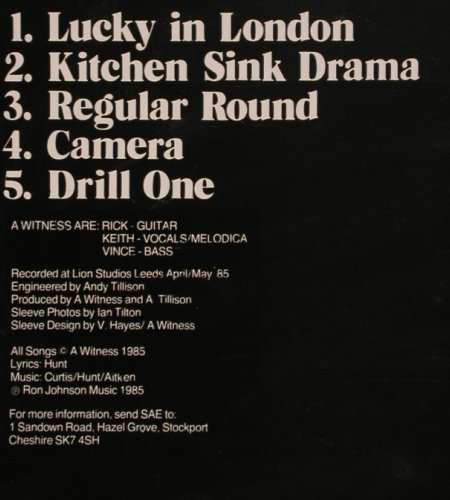 1. Lucky in London
2. Kitchen Sink Drama
3. Regular Round
4. Camera
5. Drill One
A WITNESS ARE: RICK - GUITAR
KEITH - VOCALS/MELODICA
VINCE - BASS
Recorded at Lion Studios Leeds April/May '85
Engineered by Andy Tillison
Produced by A Witness and A Tillison
Sleeve Photos by Ian Tilton
Sleeve Design by V. Hayes/ A Witness
All Songs © A Witness 1985
Lyrics: Hunt
Music: Curtis/Hunt/Aitken
℗ Ron Johnson Music 1985
For more information, send SAE to:
1 Sandown Road, Hazel Grove, Stockport
Cheshire SK7 4SH